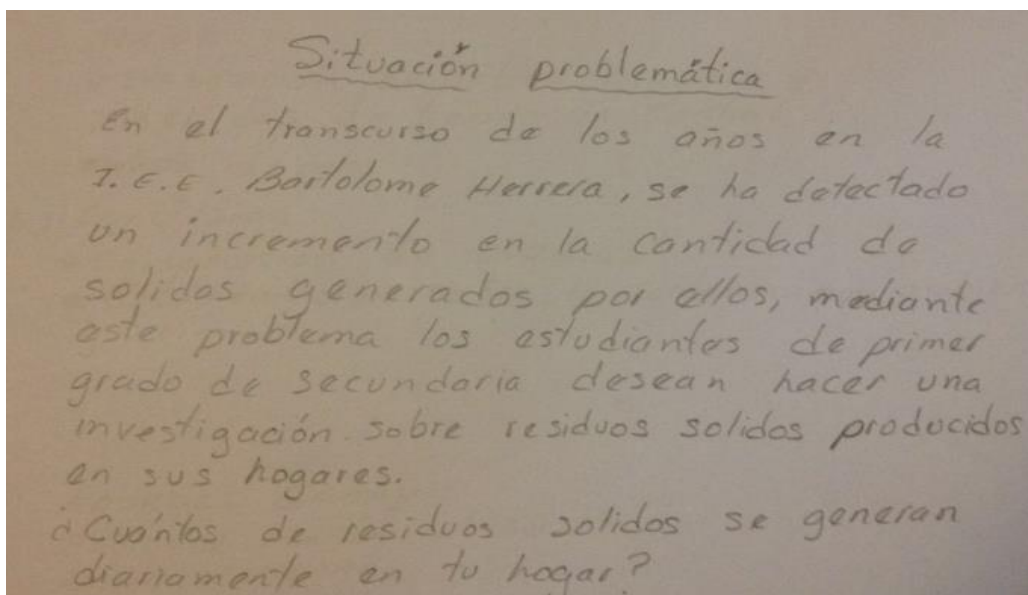 Situación problemática
En el transcurso de los años en la
I.E.E. Bartolome Herrera, se ha detectado
un incremento en la cantidad de
solidos generados por ellos, mediante
este problema los estudiantes de primer
grado de secundaria desean hacer una
investigación sobre residuos solidos producidos
en sus hogares.
¿Cuántos de residuos solidos se generan
diariamente en tu hogar?